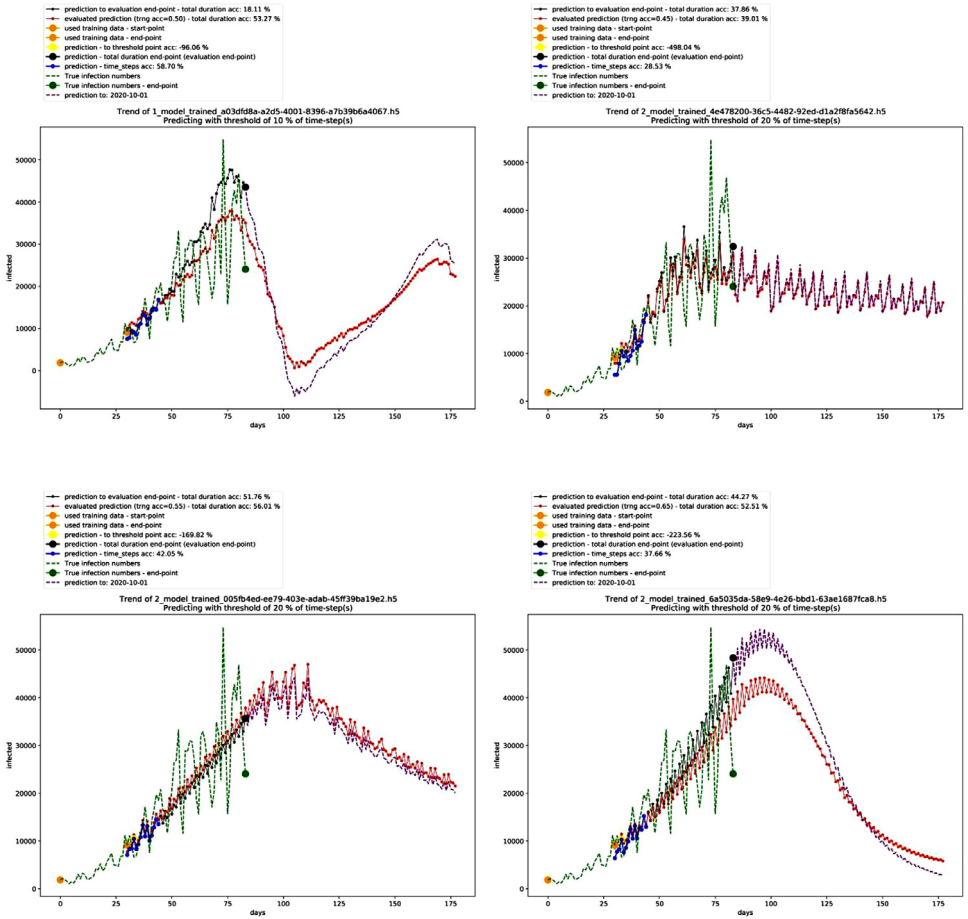 prediction to evaluation end-point - total duration acc: 18.11 %
evaluated prediction (trng acc=0.50) - total duration acc: 53.27 %
used training data - start-point
used training data - end-point
prediction - to threshold point acc: -96.06 %
prediction - total duration end-point (evaluation end-point)
prediction - time_steps acc: 58.70 %
True infection numbers
True infection numbers - end-point
prediction to: 2020-10-01
Trend of 1_model_trained_a03dfd8a-a2d5-4001-8396-a7b39b6a4067.h5
Predicting with threshold of 10 % of time-step(s)
50000
40000
30000
20000
10000
0
infected
0 25 50 75 100 125 150 175
days
prediction to evaluation end-point - total duration acc: 37.86 %
evaluated prediction (trng acc=0.45) - total duration acc: 39.01 %
used training data - start-point
used training data - end-point
prediction - to threshold point acc: -498.04 %
prediction - total duration end-point (evaluation end-point)
prediction - time_steps acc: 28.53 %
True infection numbers
True infection numbers - end-point
prediction to: 2020-10-01
Trend of 2_model_trained_4e478200-36c5-4482-92ed-d1a2f8fa5642.h5
Predicting with threshold of 20 % of time-step(s)
50000
40000
30000
20000
10000
0
infected
0 25 50 75 100 125 150 175
days
prediction to evaluation end-point - total duration acc: 51.76 %
evaluated prediction (trng acc=0.55) - total duration acc: 56.01 %
used training data - start-point
used training data - end-point
prediction - to threshold point acc: -169.82 %
prediction - total duration end-point (evaluation end-point)
prediction - time_steps acc: 42.05 %
True infection numbers
True infection numbers - end-point
prediction to: 2020-10-01
Trend of 2_model_trained_005fb4ed-ee79-403e-adab-45ff39ba19e2.h5
Predicting with threshold of 20 % of time-step(s)
50000
40000
30000
20000
10000
0
infected
0 25 50 75 100 125 150 175
days
prediction to evaluation end-point - total duration acc: 44.27 %
evaluated prediction (trng acc=0.65) - total duration acc: 52.51 %
used training data - start-point
used training data - end-point
prediction - to threshold point acc: -223.56 %
prediction - total duration end-point (evaluation end-point)
prediction - time_steps acc: 37.66 %
True infection numbers
True infection numbers - end-point
prediction to: 2020-10-01
Trend of 2_model_trained_6a5035da-58e9-4e26-bbd1-63ae1687fca8.h5
Predicting with threshold of 20 % of time-step(s)
50000
40000
30000
20000
10000
0
infected
0 25 50 75 100 125 150 175
days